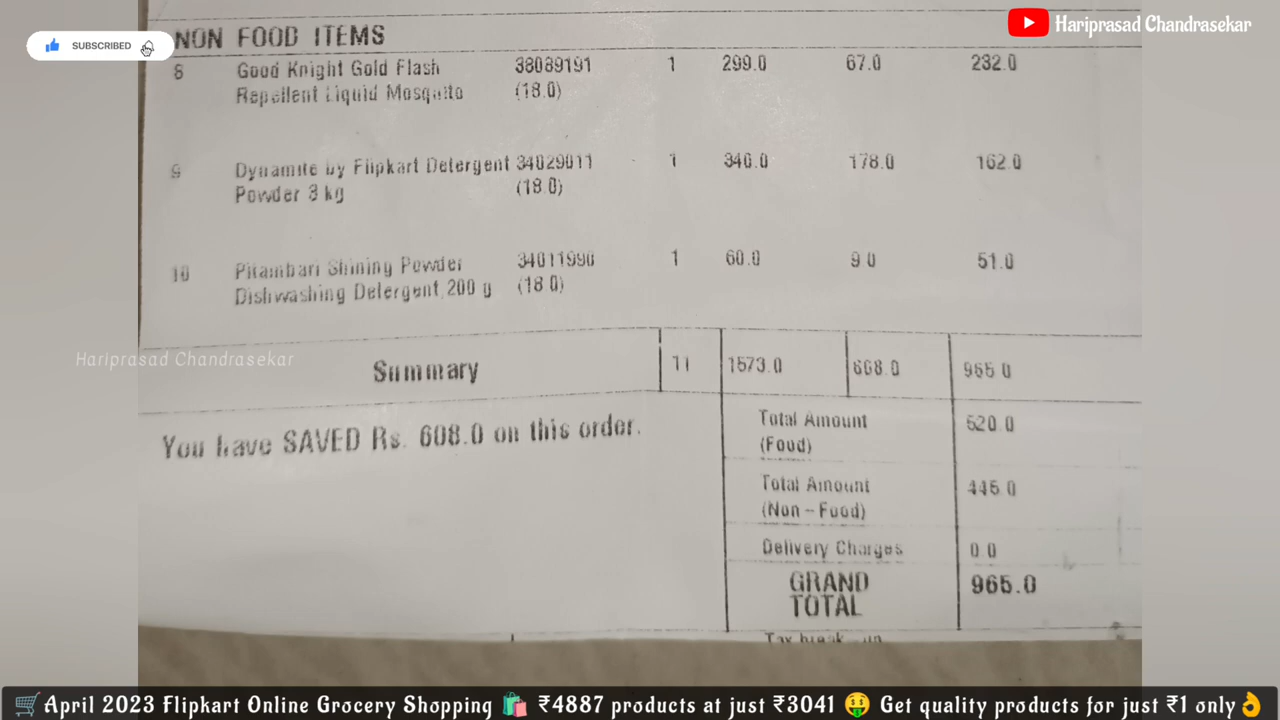 Hariprasad Chandrasekar
SUBSCRIBED
NON FOOD ITEMS
8 Good Knight Gold Flash 38089191 1 299.0 67.0 232.0
Repellent Liquid Mosquito (18.0)
9 Dynamite by Flipkart Detergent 34029011 1 340.0 178.0 162.0
Powder 3 kg (18.0)
10 Pitambari Shining Powder 34011990 1 60.0 9.0 51.0
Dishwashing Detergent 200 g (18.0)
Hariprasad Chandrasekar
Summary 11 1573.0 608.0 965.0
You have SAVED Rs. 608.0 on this order.
Total Amount 520.0
(Food)
Total Amount 445.0
(Non - Food)
Delivery Charges 0.0
GRAND 965.0
TOTAL
Tax break - up
🛒 April 2023 Flipkart Online Grocery Shopping 🛍️ ₹4887 products at just ₹3041 🤑 Get quality products for just ₹1 only👌